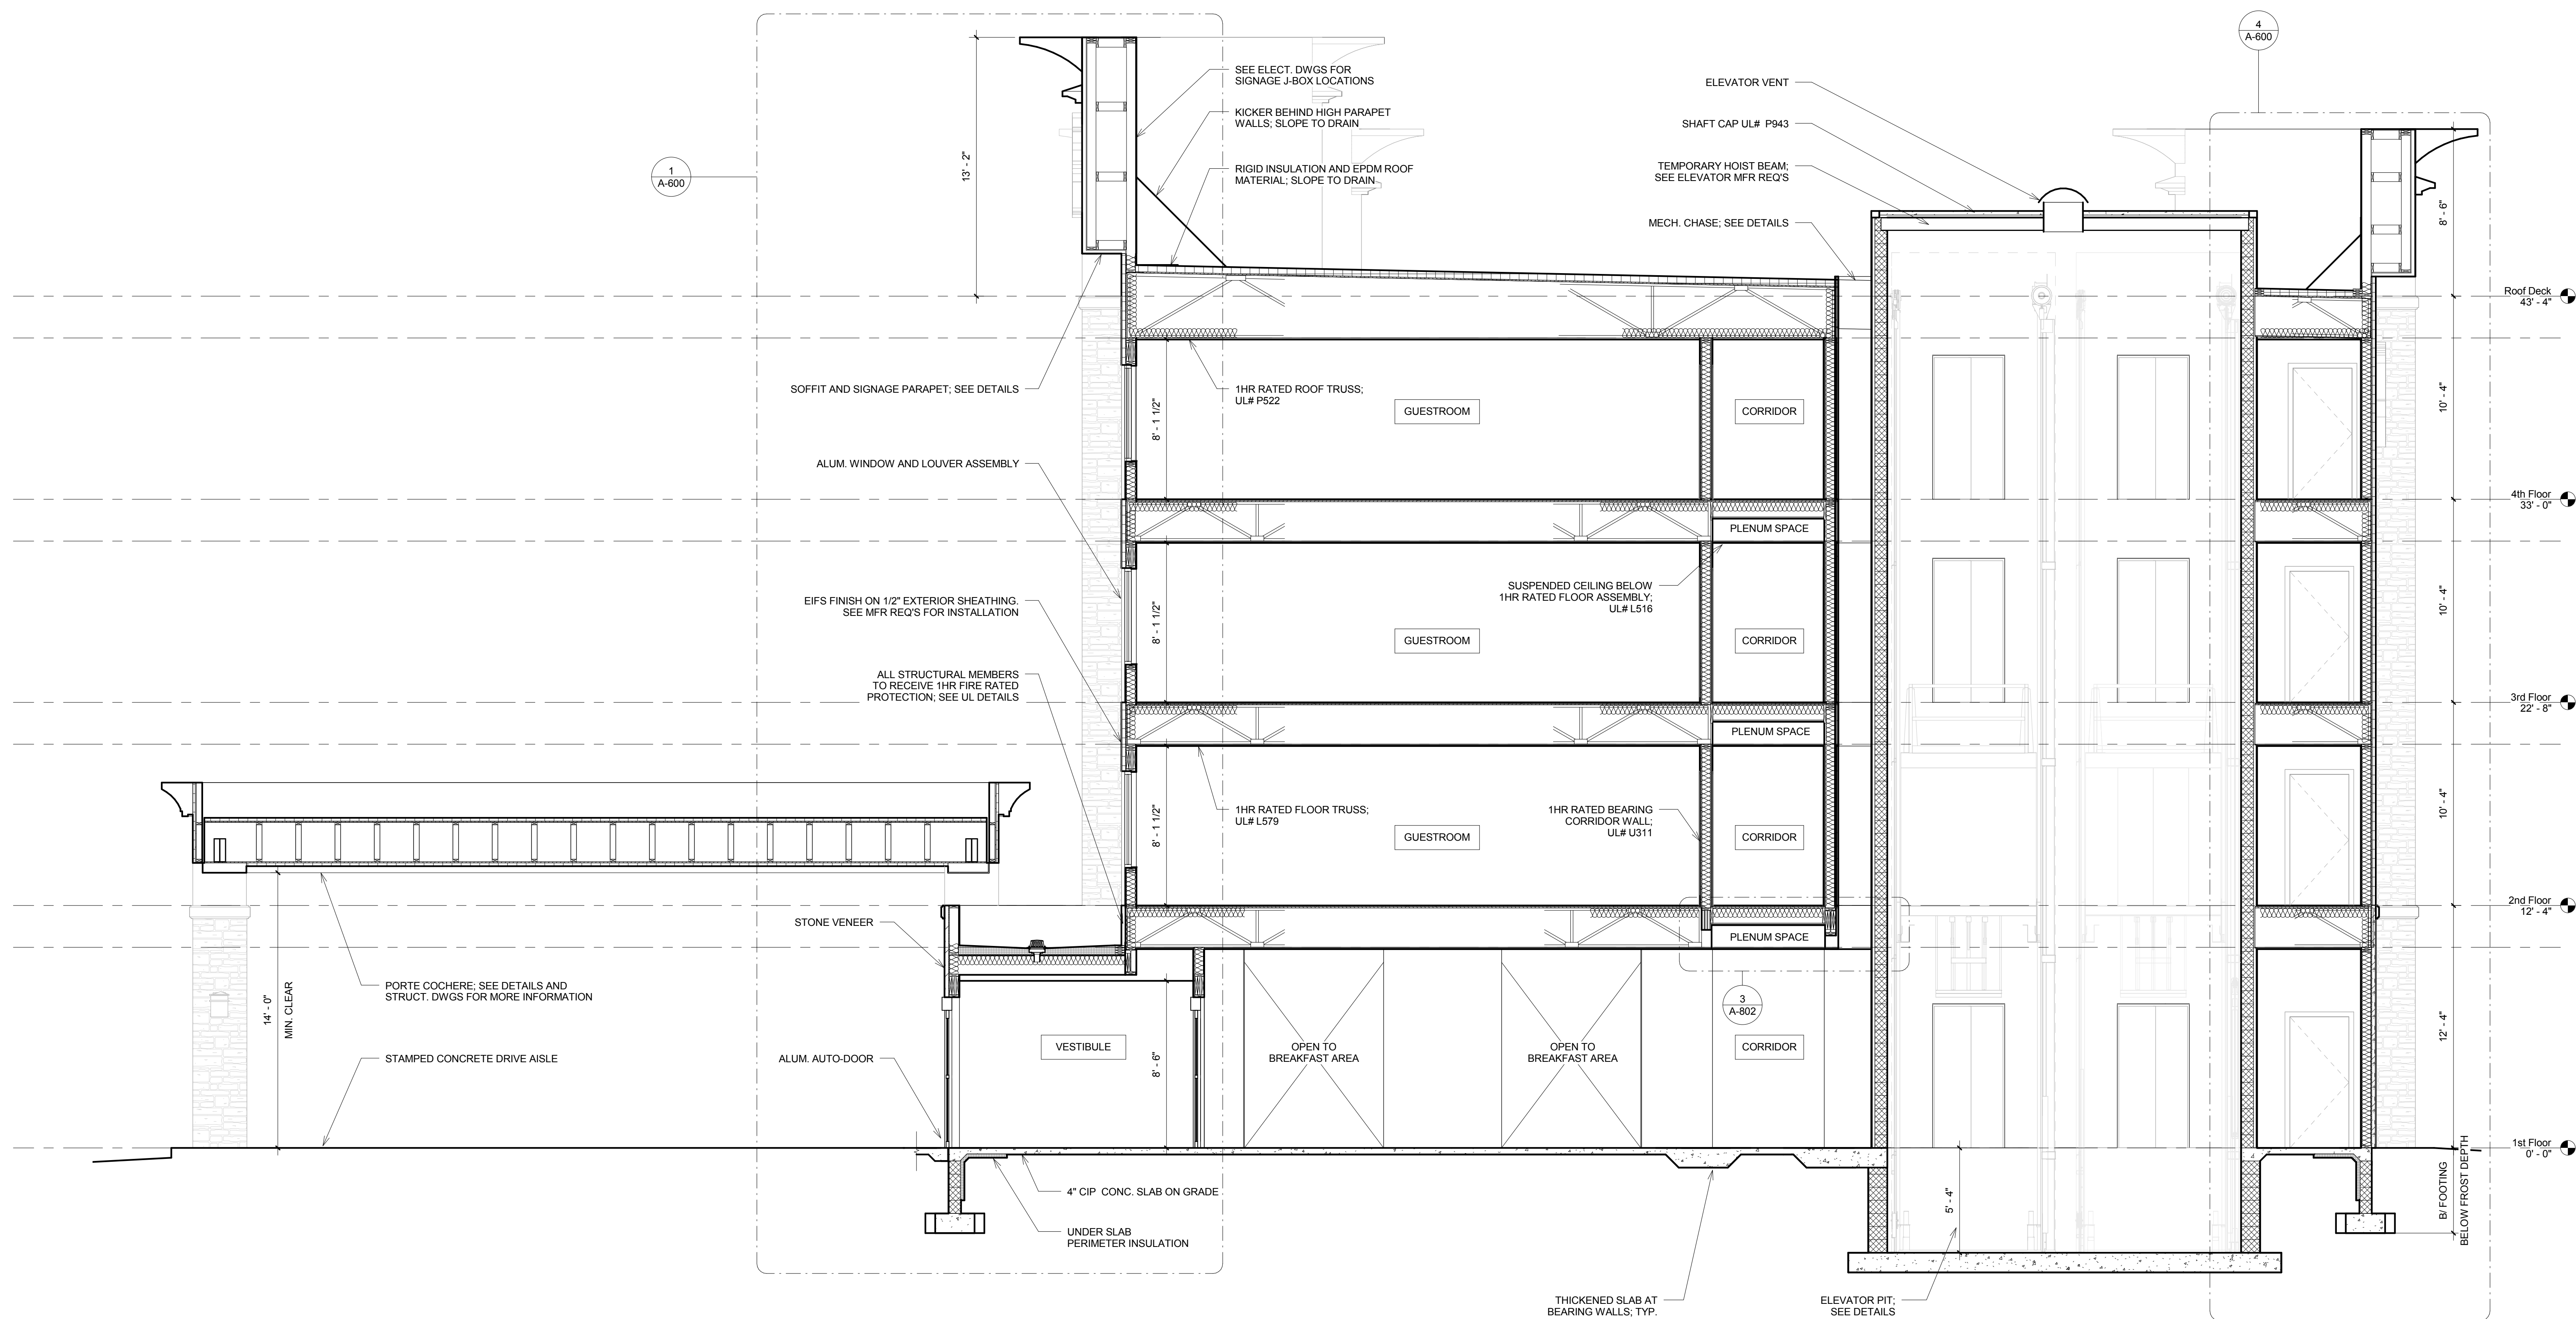 4
A-600
SEE ELECT. DWGS FOR
SIGNAGE J-BOX LOCATIONS
ELEVATOR VENT
KICKER BEHIND HIGH PARAPET
WALLS; SLOPE TO DRAIN
SHAFT CAP UL# P943
13' - 2"
1
A-600
RIGID INSULATION AND EPDM ROOF
MATERIAL; SLOPE TO DRAIN
TEMPORARY HOIST BEAM;
SEE ELEVATOR MFR REQ'S
8' - 6"
MECH. CHASE; SEE DETAILS
Roof Deck
43' - 4"
SOFFIT AND SIGNAGE PARAPET; SEE DETAILS
1HR RATED ROOF TRUSS;
UL# P522
8' - 1 1/2"
GUESTROOM
CORRIDOR
10' - 4"
ALUM. WINDOW AND LOUVER ASSEMBLY
4th Floor
33' - 0"
PLENUM SPACE
EIFS FINISH ON 1/2" EXTERIOR SHEATHING.
SEE MFR REQ'S FOR INSTALLATION
SUSPENDED CEILING BELOW
1HR RATED FLOOR ASSEMBLY;
UL# L516
8' - 1 1/2"
GUESTROOM
CORRIDOR
10' - 4"
ALL STRUCTURAL MEMBERS
TO RECEIVE 1HR FIRE RATED
PROTECTION; SEE UL DETAILS
3rd Floor
22' - 8"
PLENUM SPACE
1HR RATED FLOOR TRUSS;
UL# L579
1HR RATED BEARING
CORRIDOR WALL;
UL# U311
8' - 1 1/2"
GUESTROOM
CORRIDOR
10' - 4"
2nd Floor
12' - 4"
STONE VENEER
PLENUM SPACE
PORTE COCHERE; SEE DETAILS AND
STRUCT. DWGS FOR MORE INFORMATION
14' - 0"
MIN. CLEAR
3
A-802
STAMPED CONCRETE DRIVE AISLE
ALUM. AUTO-DOOR
VESTIBULE
8' - 6"
OPEN TO
BREAKFAST AREA
OPEN TO
BREAKFAST AREA
CORRIDOR
12' - 4"
1st Floor
0' - 0"
4" CIP CONC. SLAB ON GRADE
UNDER SLAB
PERIMETER INSULATION
5' - 4"
B/ FOOTING
BELOW FROST DEPTH
THICKENED SLAB AT
BEARING WALLS; TYP.
ELEVATOR PIT;
SEE DETAILS